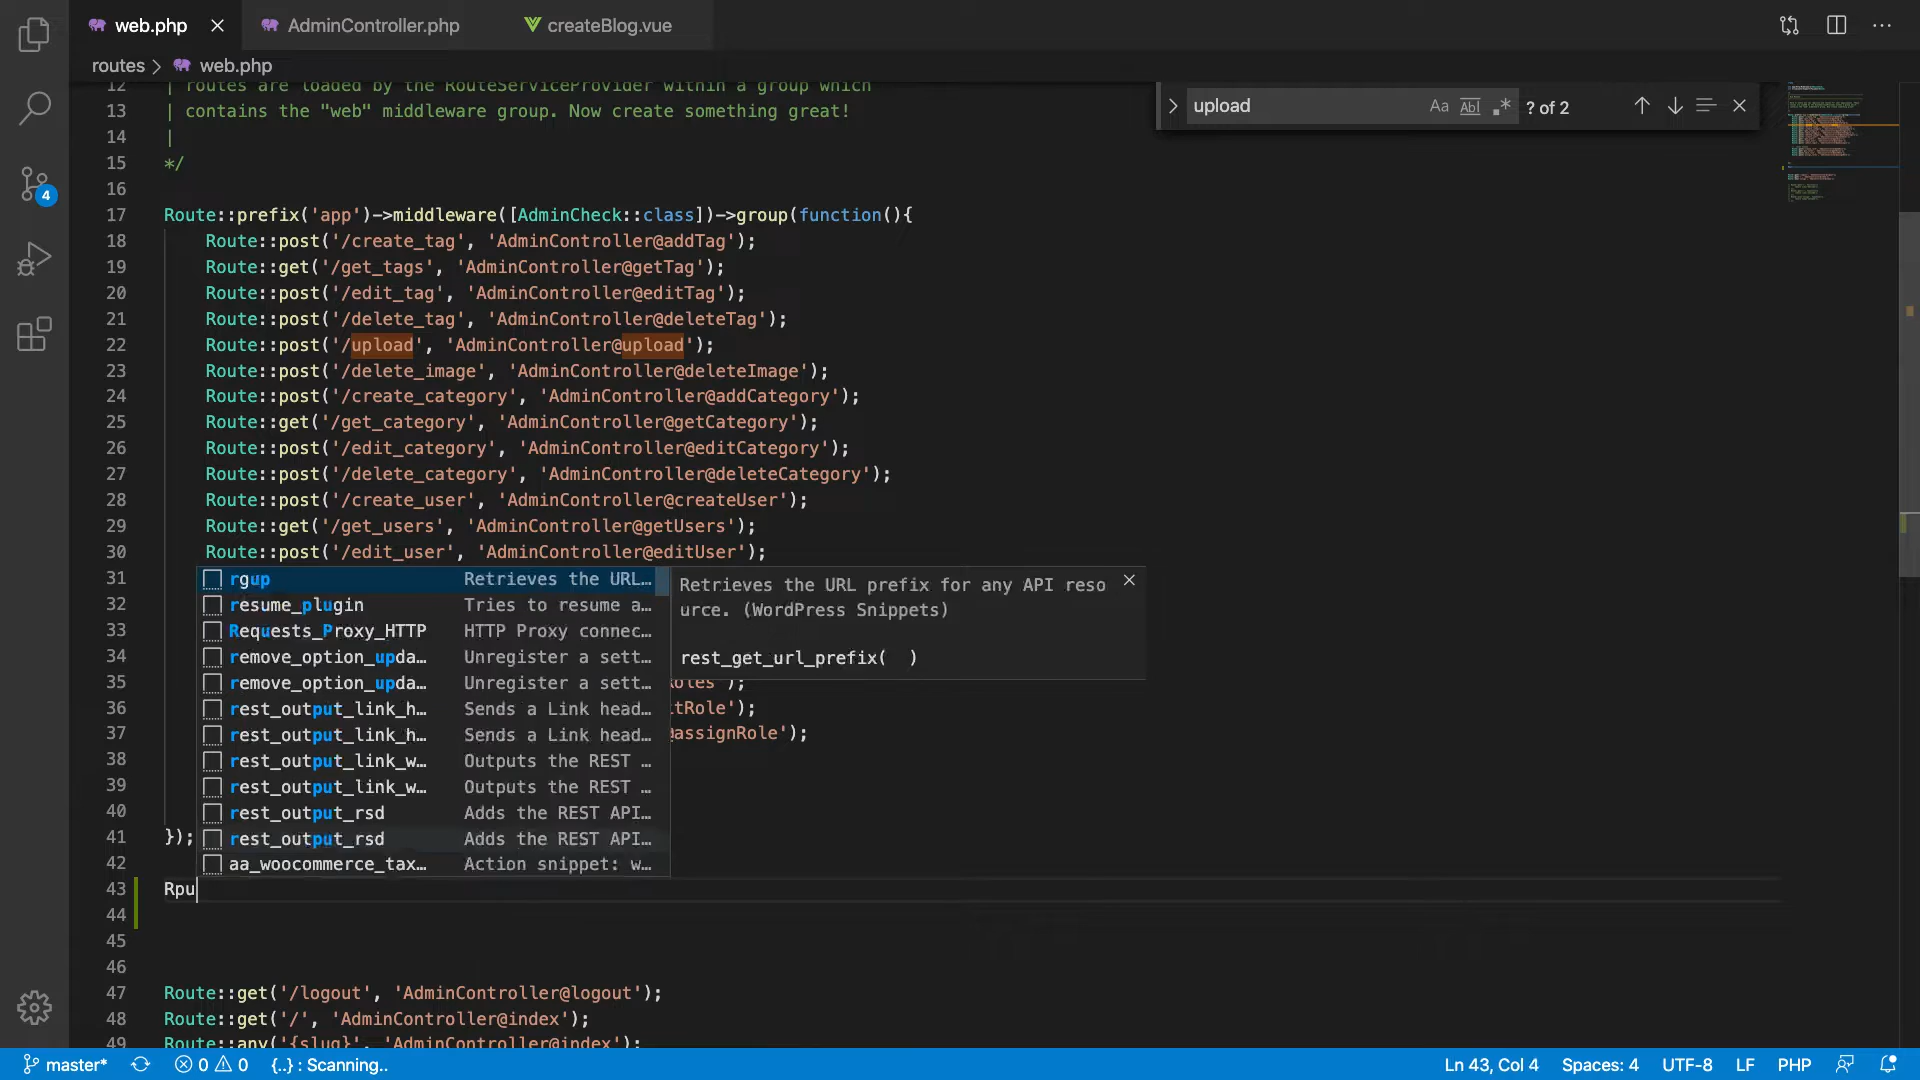 web.php
AdminController.php
createBlog.vue
routes > web.php
12 | routes are loaded by the RouteServiceProvider within a group which
13 | contains the "web" middleware group. Now create something great!
14 |
15 */
16
17 Route::prefix('app')->middleware([AdminCheck::class])->group(function(){
18 Route::post('/create_tag', 'AdminController@addTag');
19 Route::get('/get_tags', 'AdminController@getTag');
20 Route::post('/edit_tag', 'AdminController@editTag');
21 Route::post('/delete_tag', 'AdminController@deleteTag');
22 Route::post('/upload', 'AdminController@upload');
23 Route::post('/delete_image', 'AdminController@deleteImage');
24 Route::post('/create_category', 'AdminController@addCategory');
25 Route::get('/get_category', 'AdminController@getCategory');
26 Route::post('/edit_category', 'AdminController@editCategory');
27 Route::post('/delete_category', 'AdminController@deleteCategory');
28 Route::post('/create_user', 'AdminController@createUser');
29 Route::get('/get_users', 'AdminController@getUsers');
30 Route::post('/edit_user', 'AdminController@editUser');
31
32
33
34
35 oles');
36 tRole');
37 @assignRole');
38
39
40
41 });
42
43 Rpu
44
45
46
47 Route::get('/logout', 'AdminController@logout');
48 Route::get('/', 'AdminController@index');
49 Route::any('{slug}', 'AdminController@index');
upload Aa Abl .* ? of 2
rgup Retrieves the URL…
resume_plugin Tries to resume a…
Requests_Proxy_HTTP HTTP Proxy connec…
remove_option_upda… Unregister a sett…
remove_option_upda… Unregister a sett…
rest_output_link_h… Sends a Link head…
rest_output_link_h… Sends a Link head…
rest_output_link_w… Outputs the REST …
rest_output_link_w… Outputs the REST …
rest_output_rsd Adds the REST API…
rest_output_rsd Adds the REST API…
aa_woocommerce_tax… Action snippet: w…
Retrieves the URL prefix for any API reso
urce. (WordPress Snippets)
rest_get_url_prefix( )
4
master* 0 0 {..} : Scanning.. Ln 43, Col 4 Spaces: 4 UTF-8 LF PHP